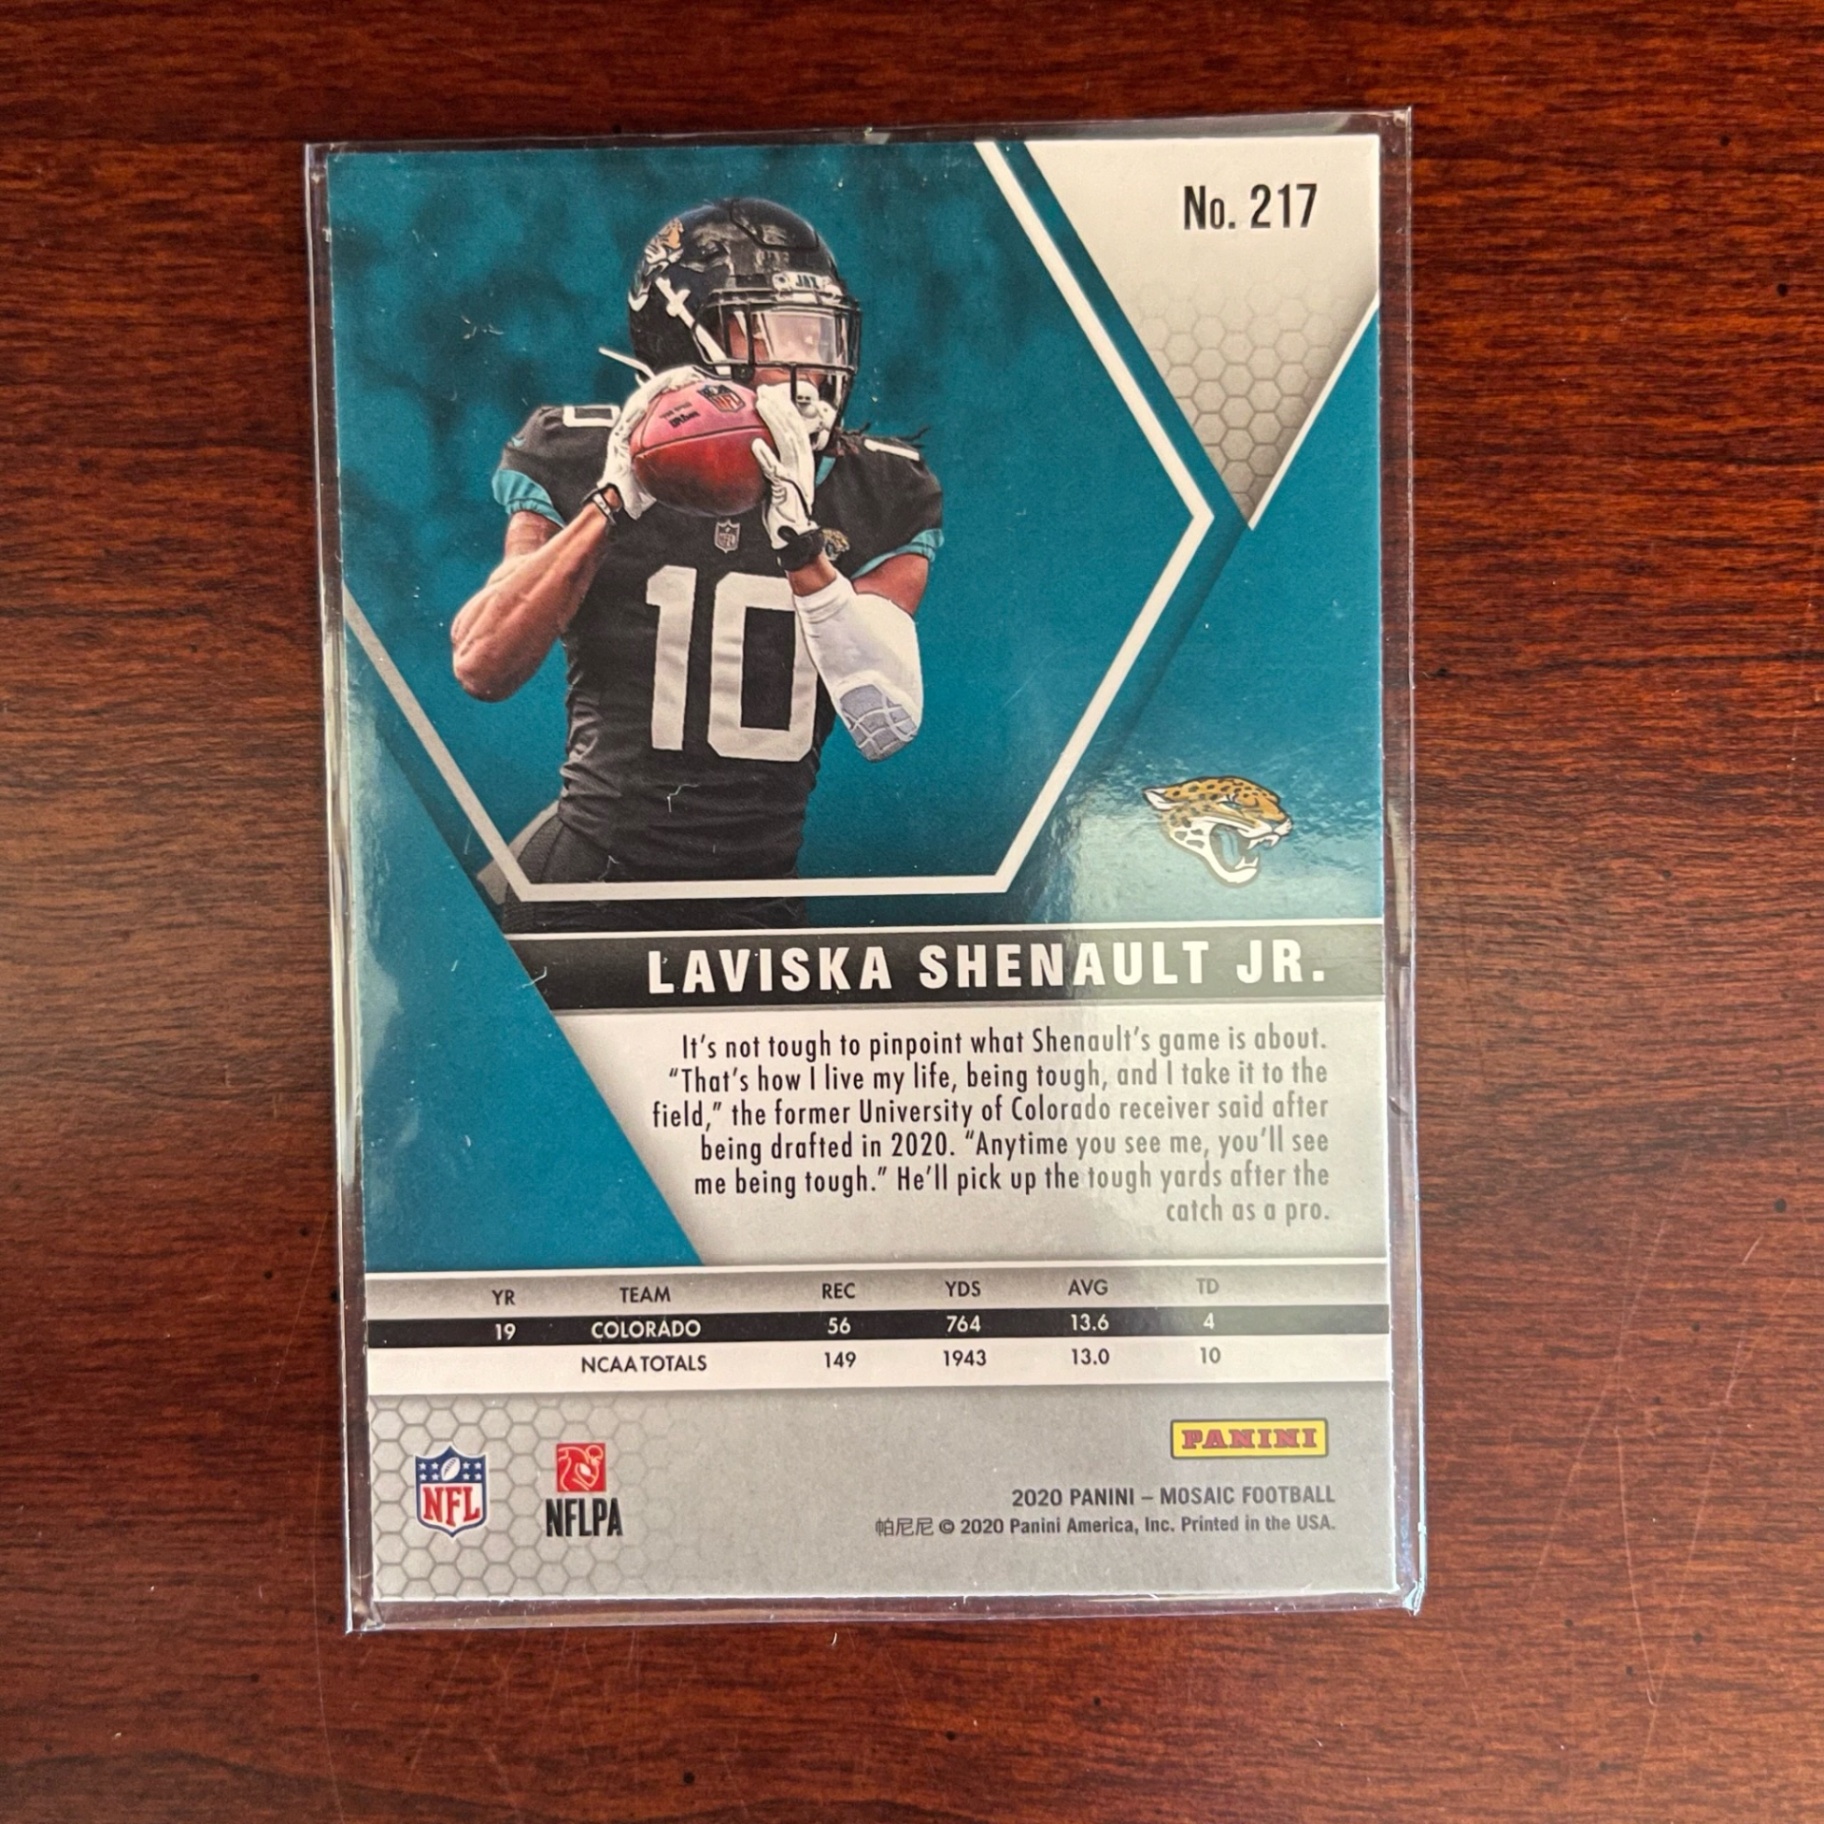 No. 217
JAX
Wilson
NFL
10
10
LAVISKA SHENAULT JR.
It's not tough to pinpoint what Shenault's game is about.
"That's how I live my life, being tough, and I take it to the
field," the former University of Colorado receiver said after
being drafted in 2020. "Anytime you see me, you'll see
me being tough." He'll pick up the tough yards after the
catch as a pro.
YR TEAM REC YDS AVG TD
19 COLORADO 56 764 13.6 4
NCAA TOTALS 149 1943 13.0 10
PANINI
NFL
NFLPA
2020 PANINI – MOSAIC FOOTBALL
帕尼尼 © 2020 Panini America, Inc. Printed in the USA.